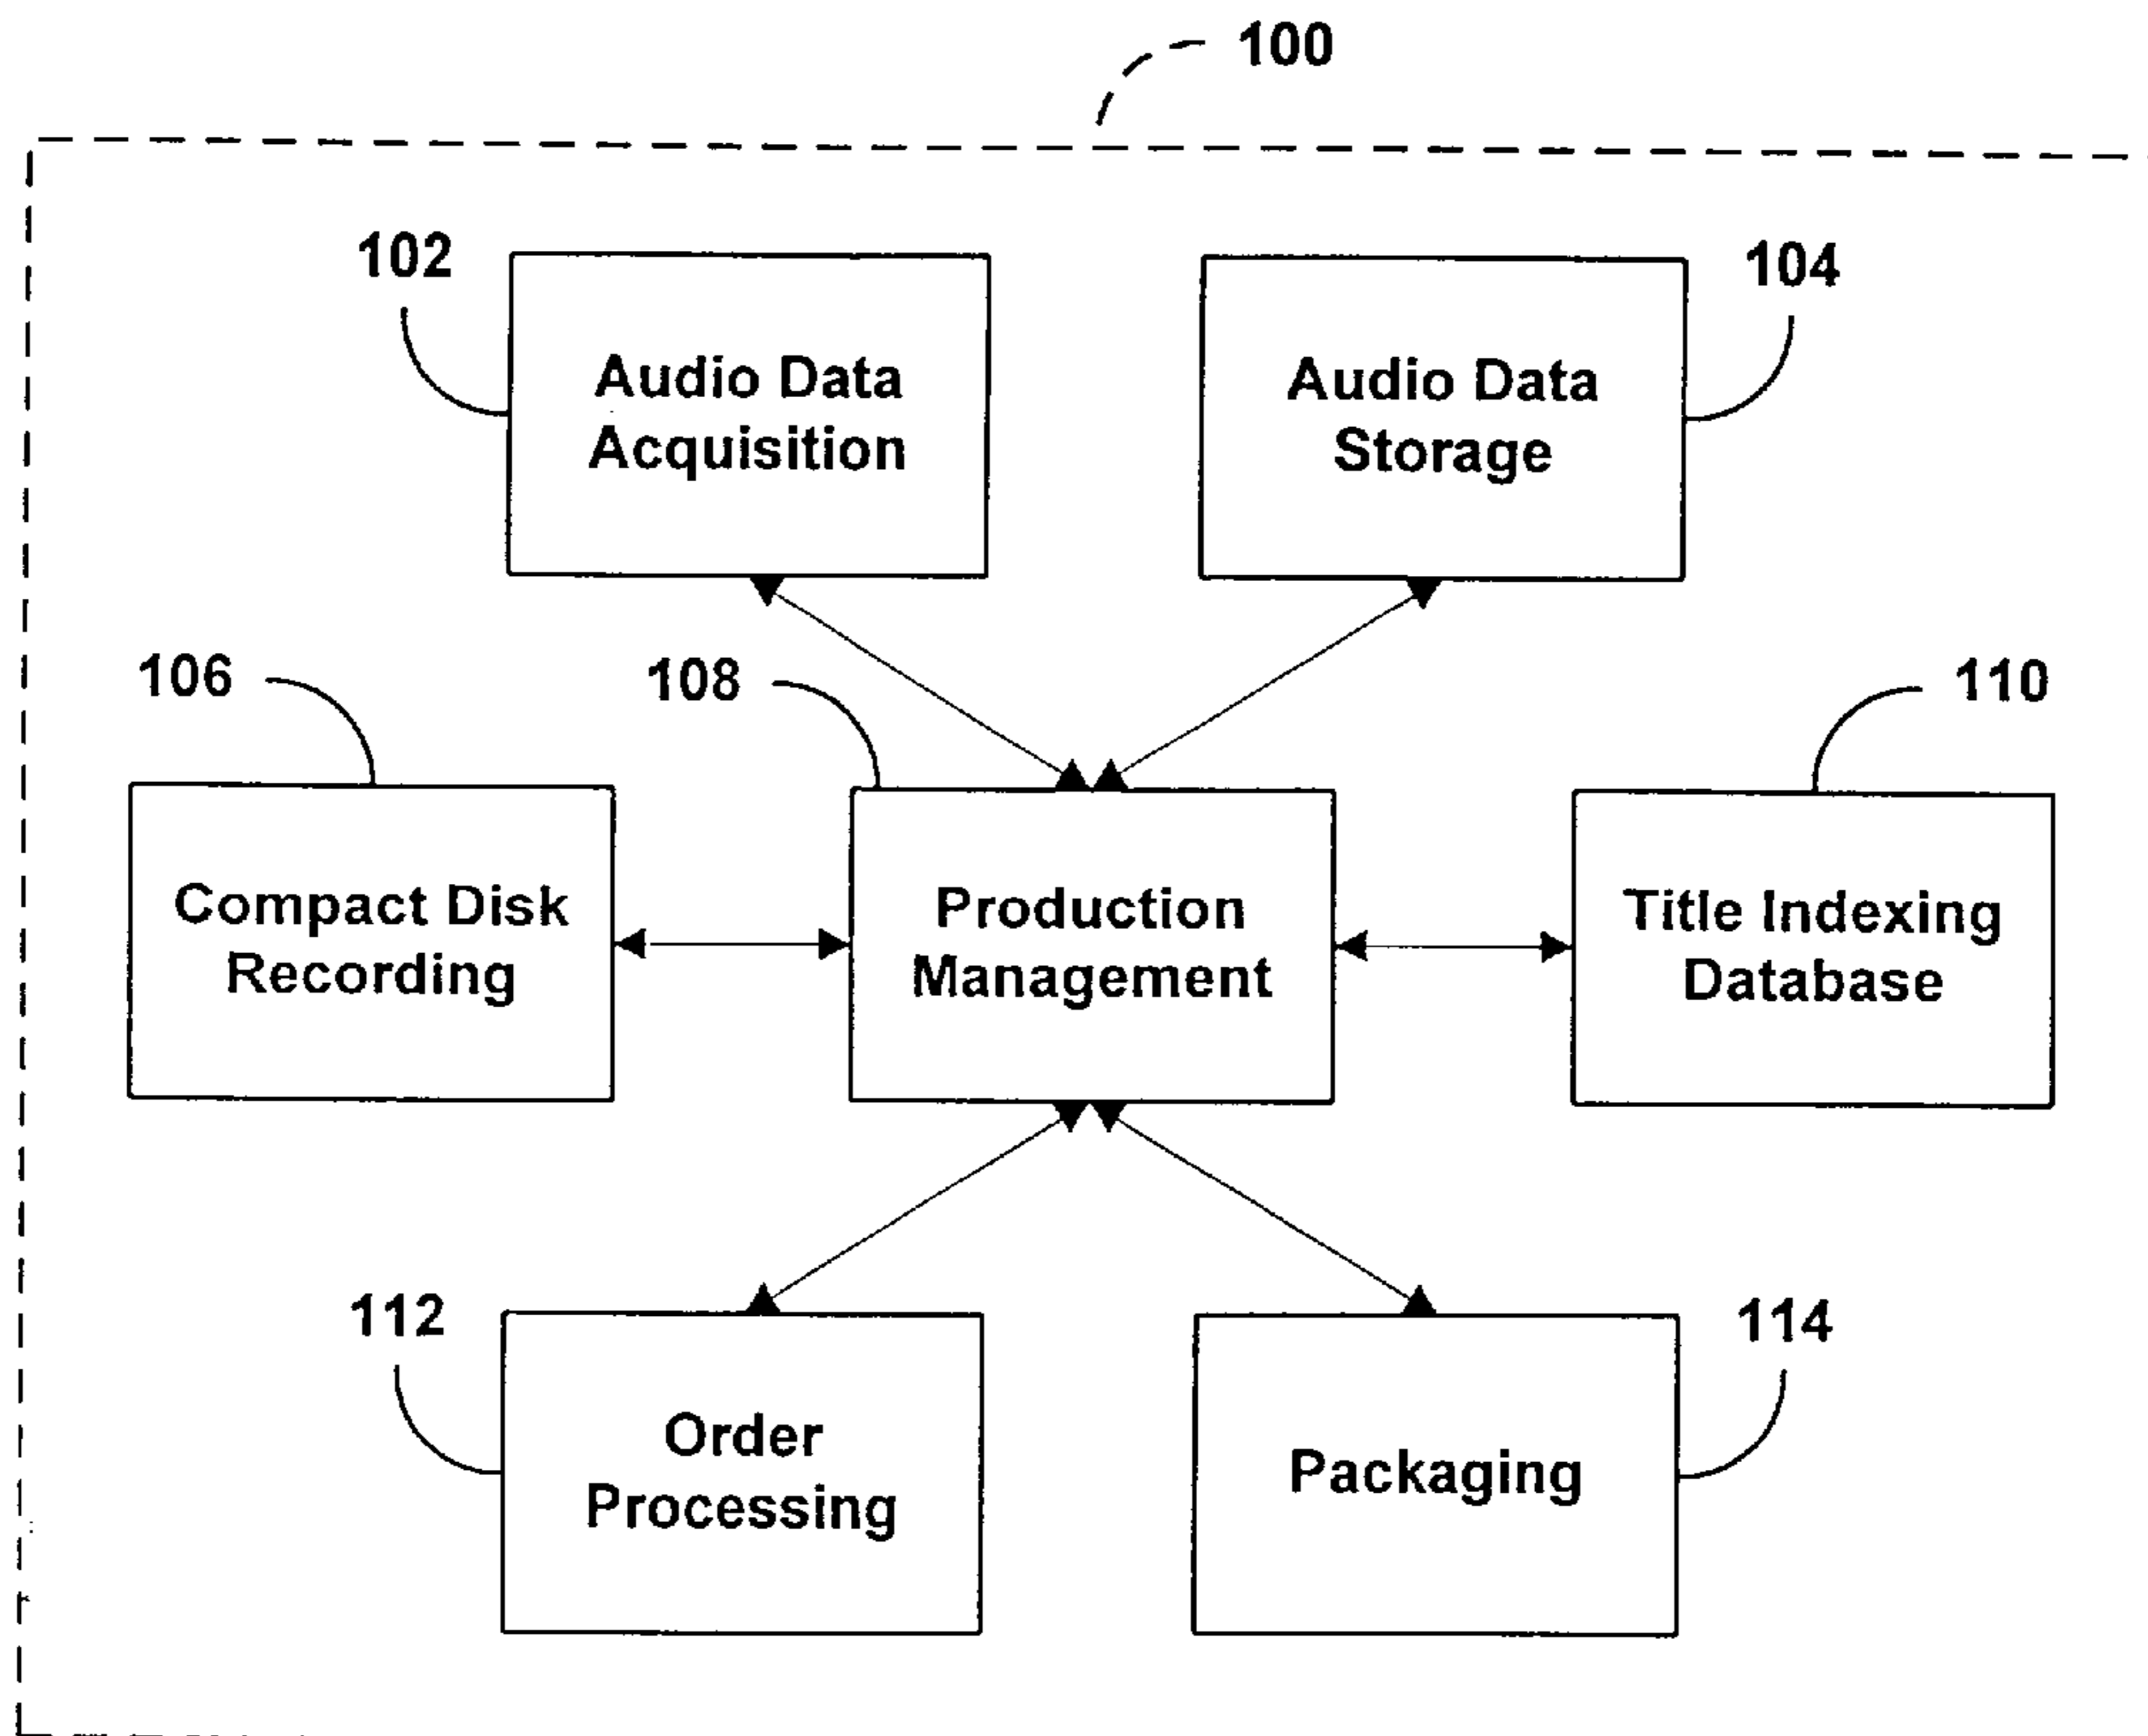 100
102
104
Audio Data
Acquisition
Audio Data
Storage
106
108
110
Compact Disk
Recording
Production
Management
Title Indexing
Database
112
114
Order
Processing
Packaging